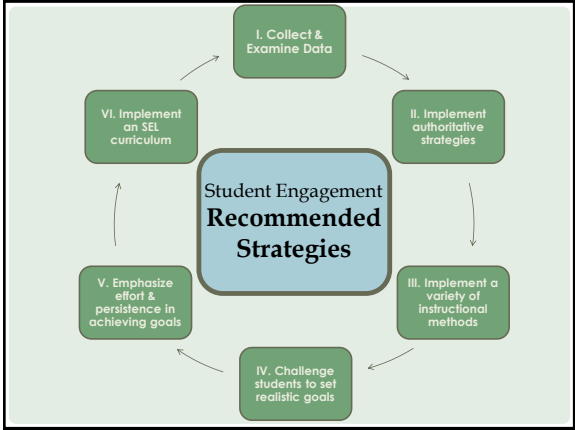 I. Collect &
Examine Data
II. Implement
authoritative
strategies
III. Implement a
variety of
instructional
methods
IV. Challenge
students to set
realistic goals
V. Emphasize
effort &
persistence in
achieving goals
VI. Implement
an SEL
curriculum
Student Engagement
Recommended
Strategies